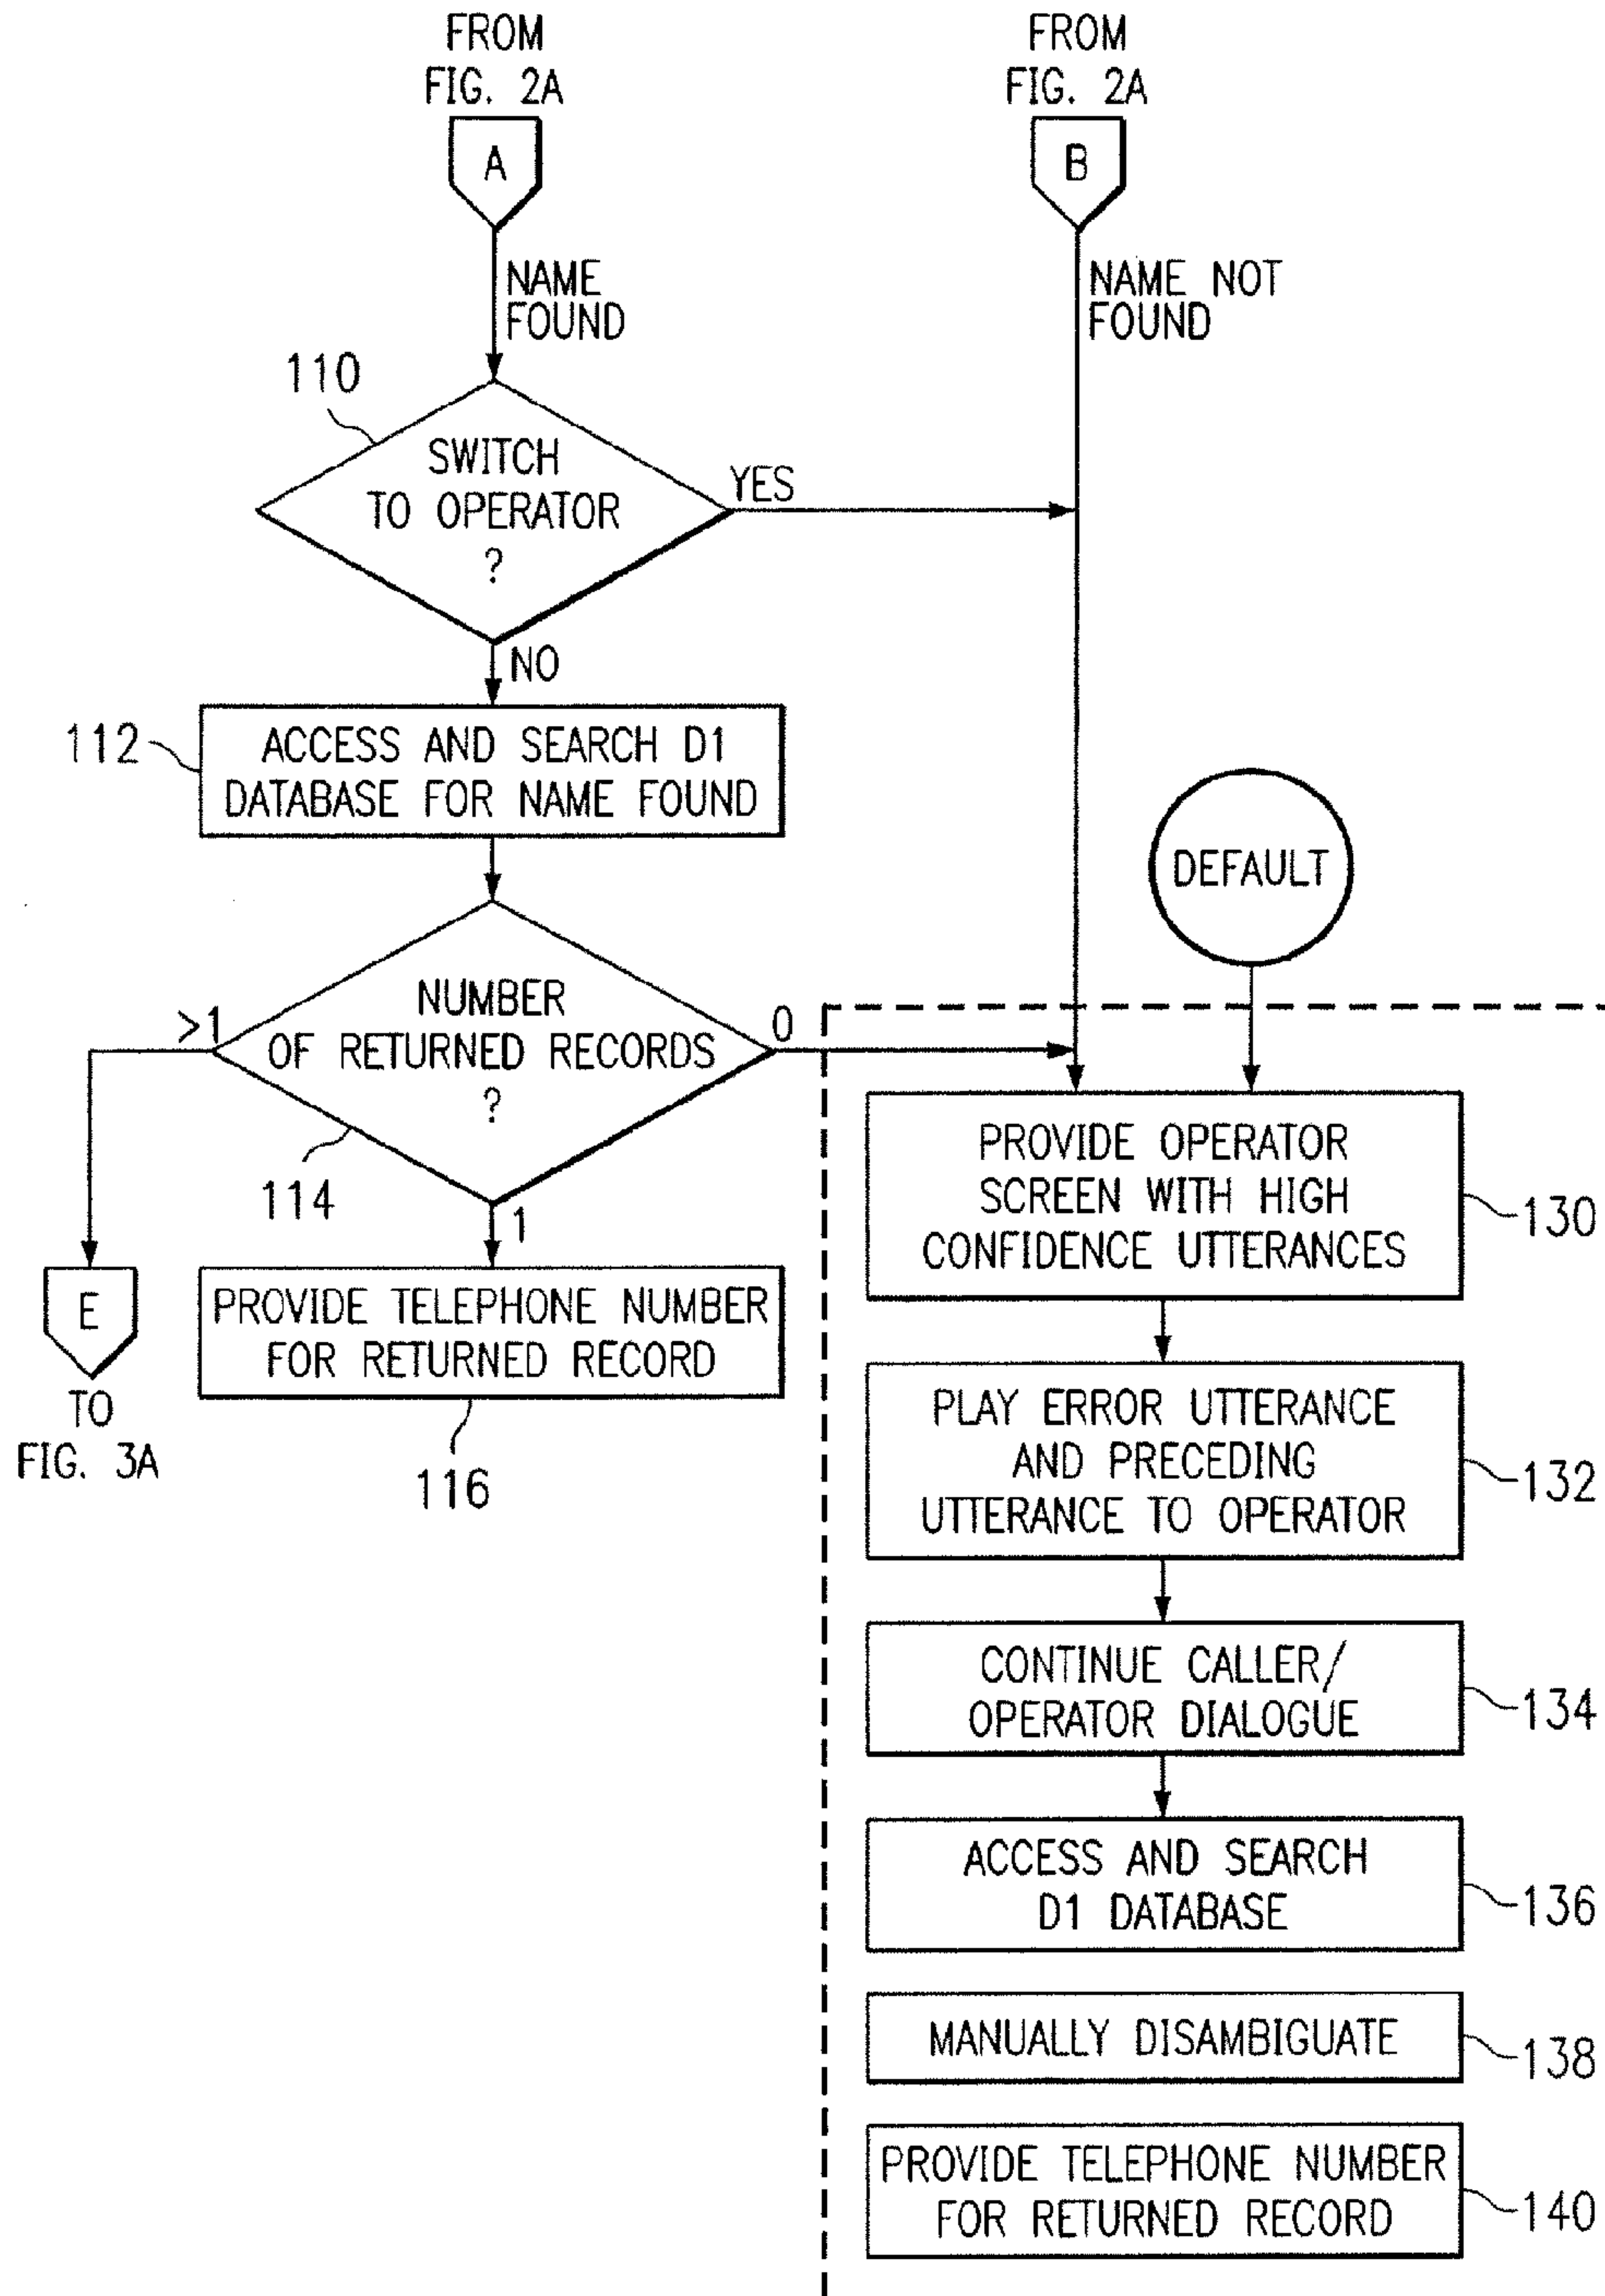 FROM
FIG. 2A
A
NAME
FOUND
FROM
FIG. 2A
B
NAME NOT
FOUND
110
SWITCH
TO OPERATOR
?
YES
NO
112
ACCESS AND SEARCH D1
DATABASE FOR NAME FOUND
DEFAULT
NUMBER
OF RETURNED RECORDS
?
>1
0
114
1
E
TO
FIG. 3A
PROVIDE TELEPHONE NUMBER
FOR RETURNED RECORD
116
PROVIDE OPERATOR
SCREEN WITH HIGH
CONFIDENCE UTTERANCES
130
PLAY ERROR UTTERANCE
AND PRECEDING
UTTERANCE TO OPERATOR
132
CONTINUE CALLER/
OPERATOR DIALOGUE
134
ACCESS AND SEARCH
D1 DATABASE
136
MANUALLY DISAMBIGUATE
138
PROVIDE TELEPHONE NUMBER
FOR RETURNED RECORD
140